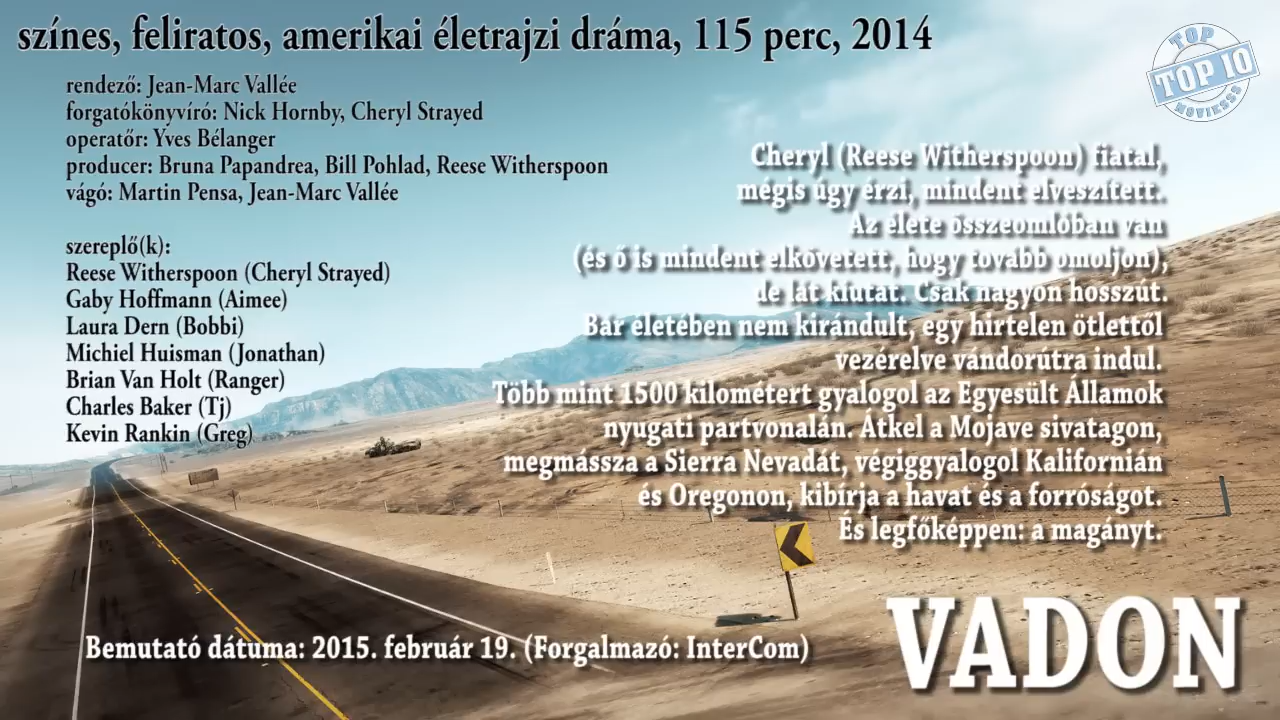 színes, feliratos, amerikai életrajzi dráma, 115 perc, 2014
TOP
TOP 10
MOVIESSS
rendező: Jean-Marc Vallée
forgatókönyvíró: Nick Hornby, Cheryl Strayed
operatőr: Yves Bélanger
producer: Bruna Papandrea, Bill Pohlad, Reese Witherspoon
vágó: Martin Pensa, Jean-Marc Vallée
szereplő(k):
Reese Witherspoon (Cheryl Strayed)
Gaby Hoffmann (Aimee)
Laura Dern (Bobbi)
Michiel Huisman (Jonathan)
Brian Van Holt (Ranger)
Charles Baker (Tj)
Kevin Rankin (Greg)
Cheryl (Reese Witherspoon) fiatal,
mégis úgy érzi, mindent elveszített.
Az élete összeomlóban van
(és ő is mindent elkövetett, hogy tovább omoljon),
de lát kiutat. Csak nagyon hosszút.
Bár életében nem kirándult, egy hirtelen ötlettől
vezérelve vándorútra indul.
Több mint 1500 kilométert gyalogol az Egyesült Államok
nyugati partvonalán. Átkel a Mojave sivatagon,
megmássza a Sierra Nevadát, végiggyalogol Kalifornián
és Oregonon, kibírja a havat és a forróságot.
És legfőképpen: a magányt.
VADON
Bemutató dátuma: 2015. február 19. (Forgalmazó: InterCom)